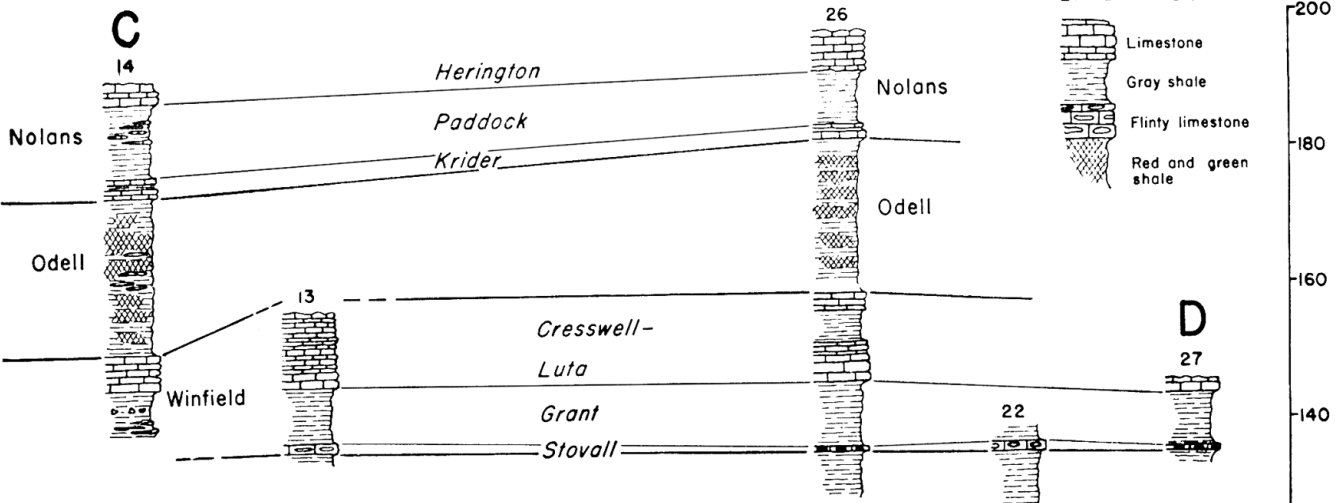 C
14
26
200
Limestone
Herington
Gray shale
Nolans
Nolans
Paddock
Flinty limestone
180
Krider
Red and green
shale
Odell
Odell
160
13
Cresswell–
D
27
Luta
Winfield
Grant
22
140
Stovall